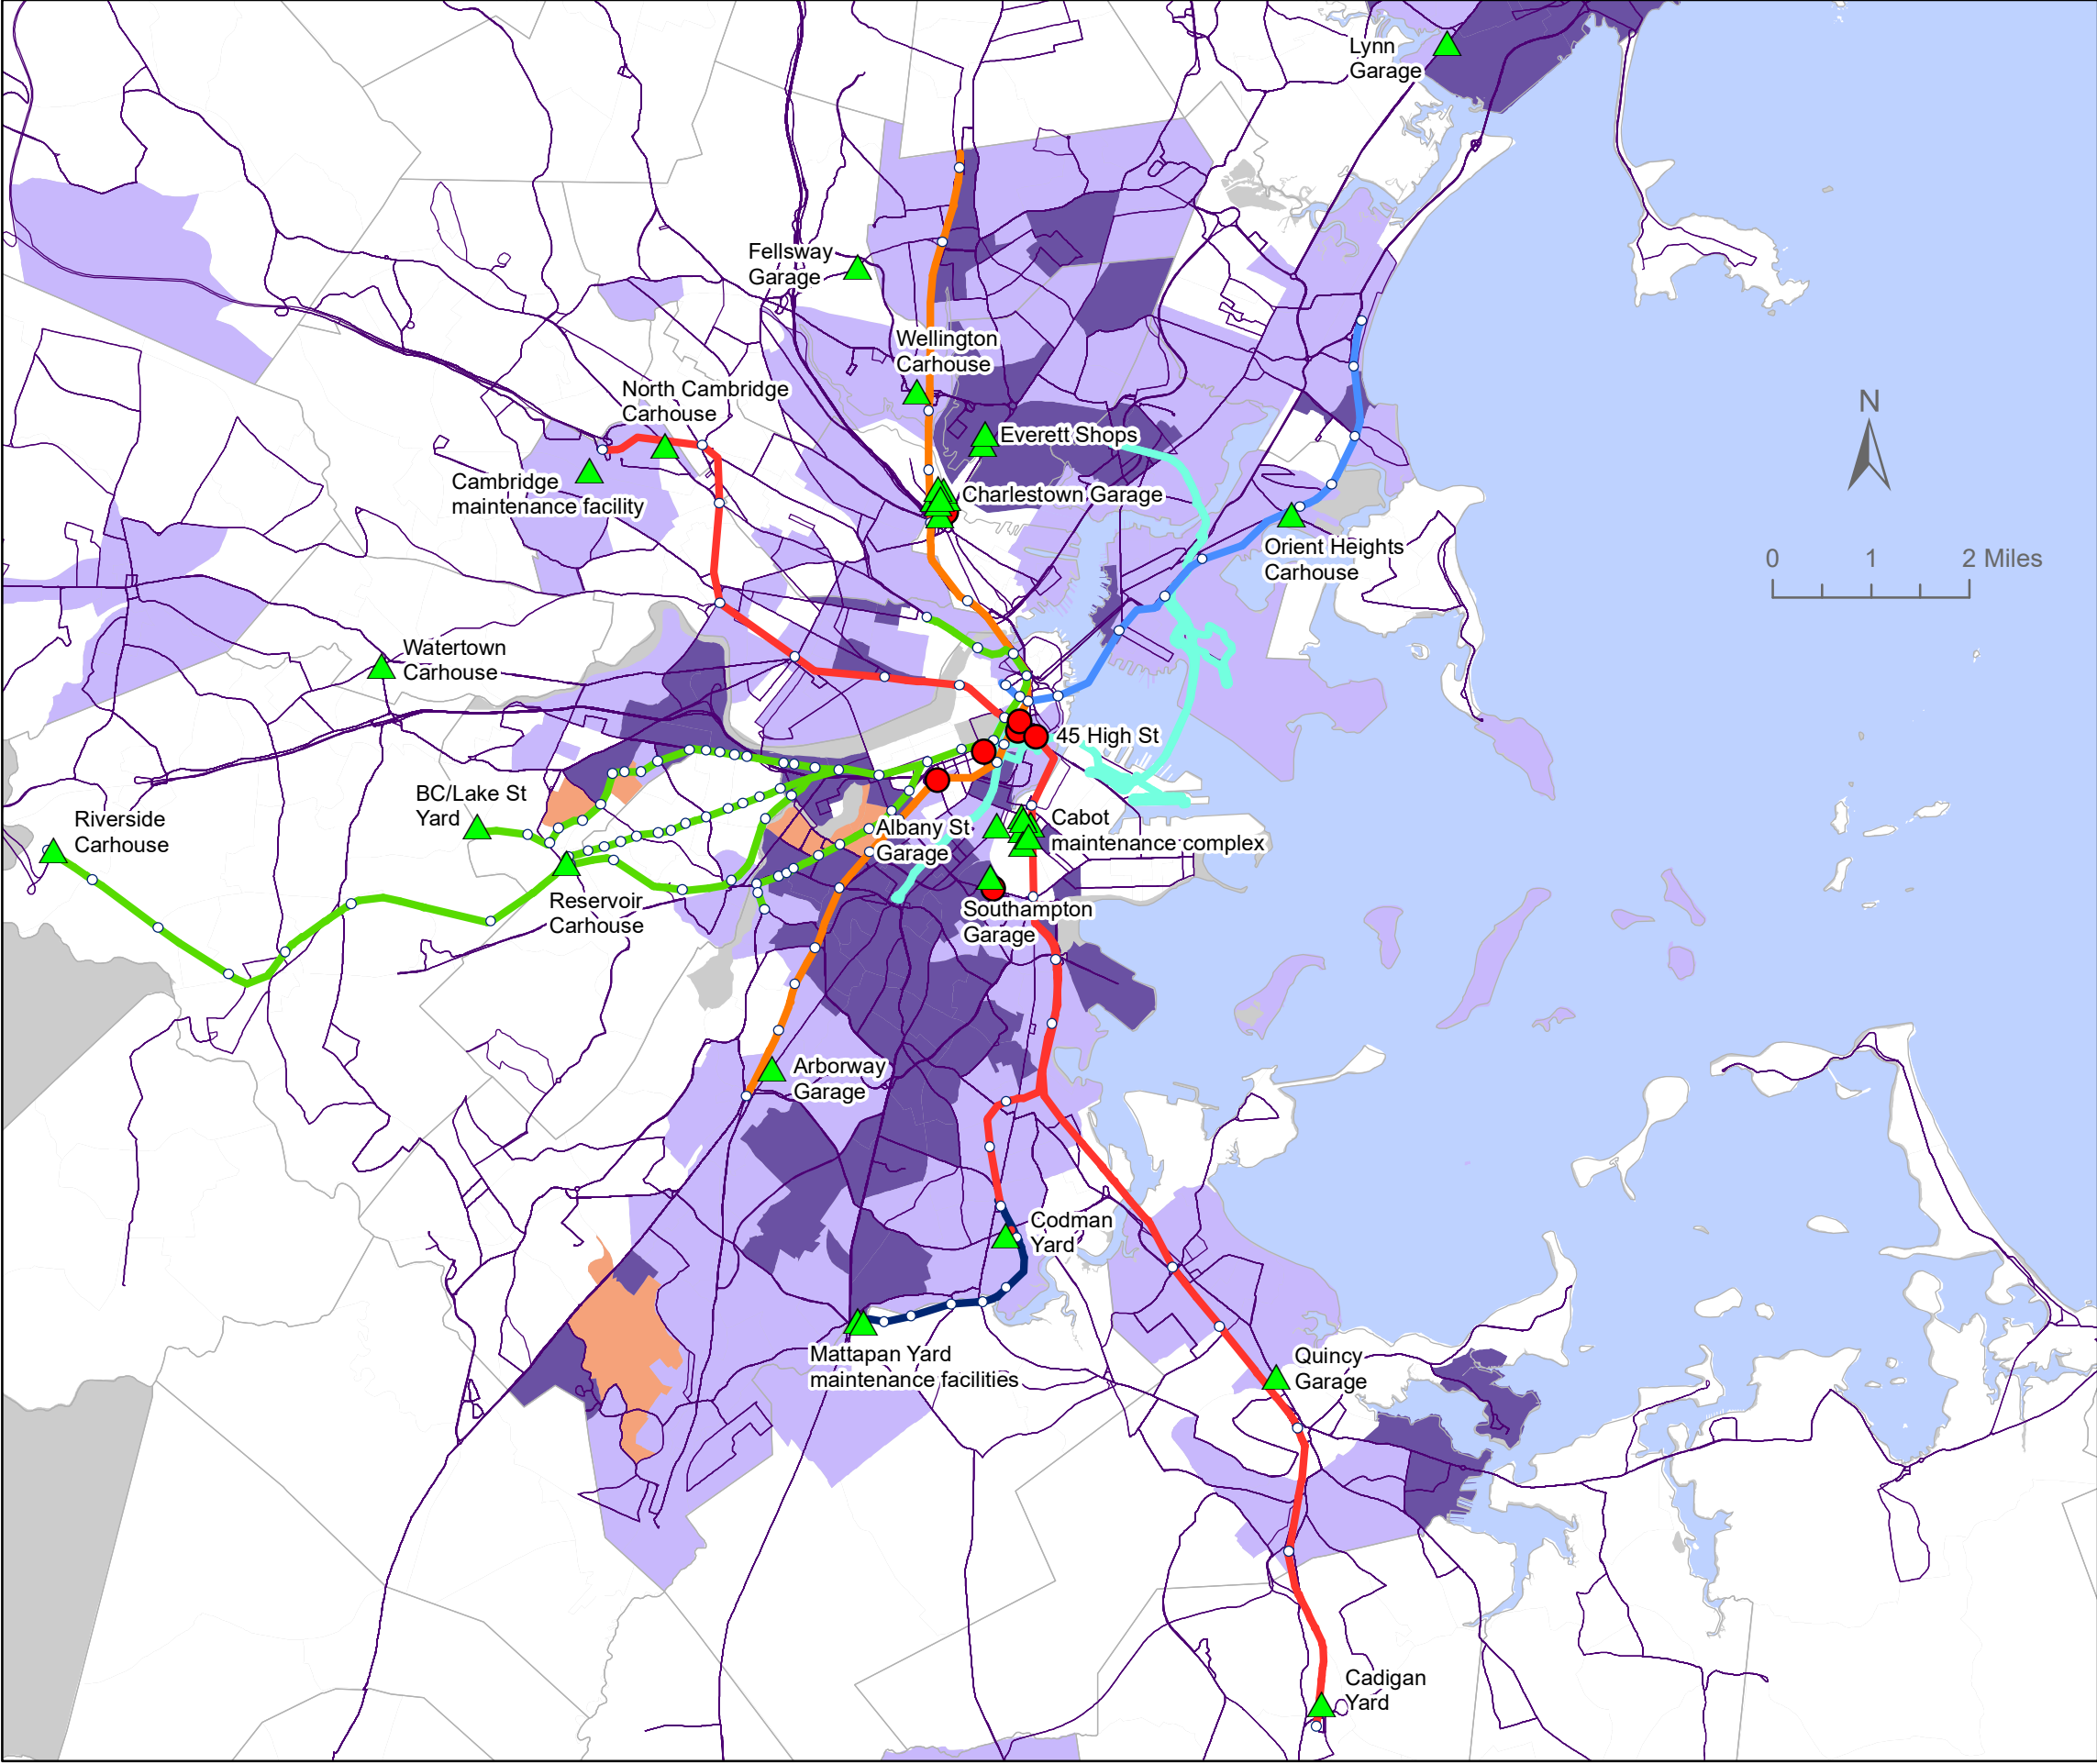 Lynn
Garage
Fellsway
Garage
Wellington
Carhouse
North Cambridge
Carhouse
N
Everett Shops
Cambridge
maintenance facility
Charlestown Garage
Orient Heights
Carhouse
0 1 2 Miles
Watertown
Carhouse
45 High St
BC/Lake St
Yard
Riverside
Carhouse
Albany St
Garage
Cabot
maintenance complex
Reservoir
Carhouse
Southampton
Garage
Arborway
Garage
Codman
Yard
Mattapan Yard
maintenance facilities
Quincy
Garage
Cadigan
Yard